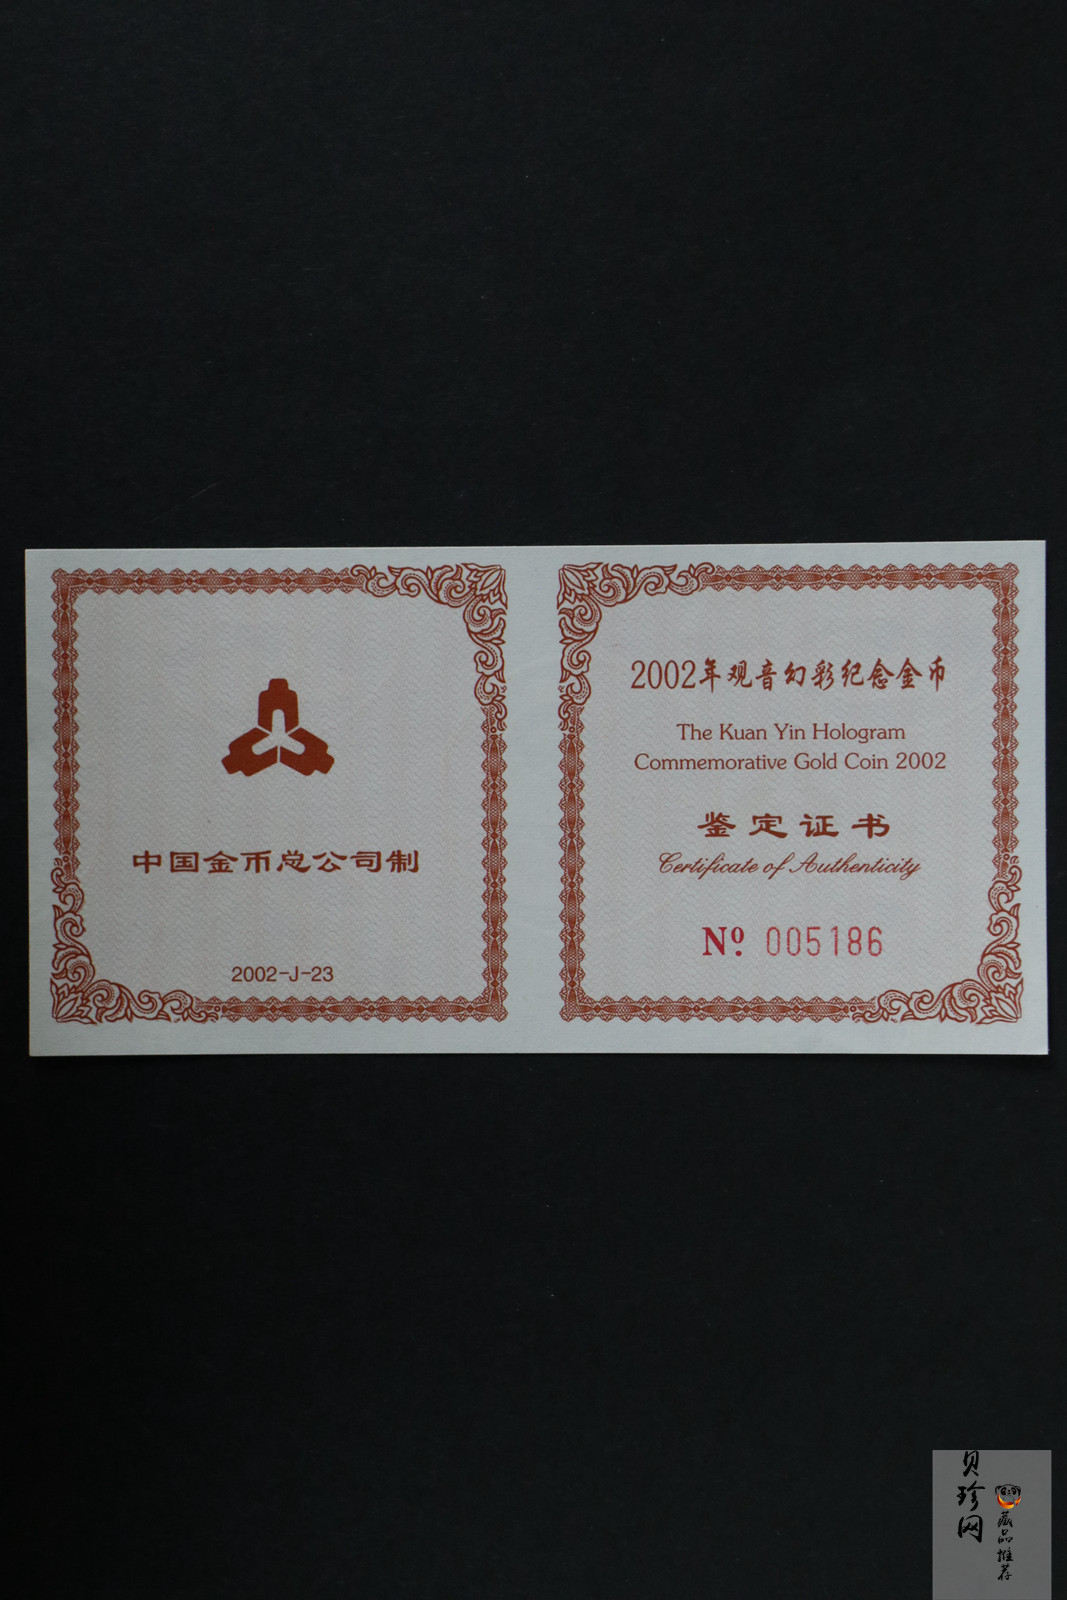 中国金币总公司制
2002-J-23
2002年观音幻彩纪念金币
The Kuan Yin Hologram
Commemorative Gold Coin 2002
鉴定证书
Certificate of Authenticity
Nº. 005186
贝珍网
藏品推荐